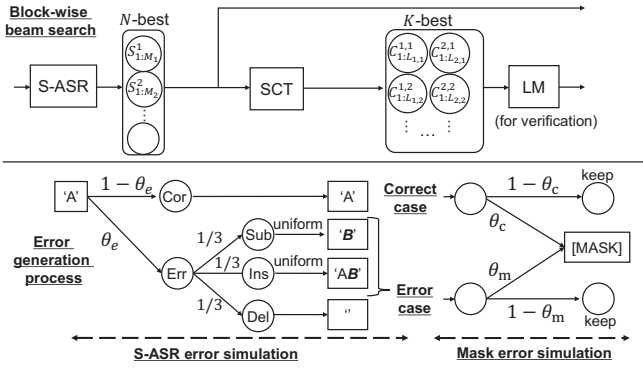 Block-wise
beam search
N-best
K-best
S-ASR
S^1_{1:M_1}
S^2_{1:M_2}
⋮
SCT
C^{1,1}_{1:L_{1,1}} C^{2,1}_{1:L_{2,1}}
C^{1,2}_{1:L_{1,2}} C^{2,2}_{1:L_{2,2}}
⋮ … ⋮
LM
(for verification)
'A'
1 − θ_e
Cor
'A'
θ_e
Error
generation
process
Err
1/3
1/3
1/3
Sub
uniform
'B'
Ins
uniform
'AB'
Del
''
S-ASR error simulation
Correct
case
1 − θ_c
keep
θ_c
[MASK]
θ_m
Error
case
1 − θ_m
keep
Mask error simulation